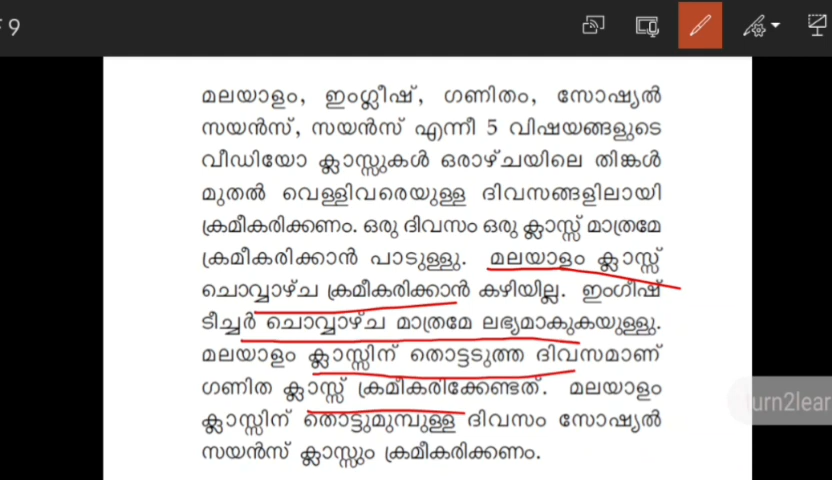 9
മലയാളം, ഇംഗ്ലീഷ്, ഗണിതം, സോഷ്യൽ
സയൻസ്, സയൻസ് എന്നീ 5 വിഷയങ്ങളുടെ
വീഡിയോ ക്ലാസ്സുകൾ ഒരാഴ്ചയിലെ തിങ്കൾ
മുതൽ വെള്ളിവരെയുള്ള ദിവസങ്ങളിലായി
ക്രമീകരിക്കണം. ഒരു ദിവസം ഒരു ക്ലാസ്സ് മാത്രമേ
ക്രമീകരിക്കാൻ പാടുള്ളു. മലയാളം ക്ലാസ്സ്
ചൊവ്വാഴ്ച ക്രമീകരിക്കാൻ കഴിയില്ല. ഇംഗീഷ്
ടീച്ചർ ചൊവ്വാഴ്ച മാത്രമേ ലഭ്യമാകുകയുള്ളു.
മലയാളം ക്ലാസ്സിന് തൊട്ടടുത്ത ദിവസമാണ്
ഗണിത ക്ലാസ്സ് ക്രമീകരിക്കേണ്ടത്. മലയാളം
ക്ലാസ്സിന് തൊട്ടുമുമ്പുള്ള ദിവസം സോഷ്യൽ
സയൻസ് ക്ലാസ്സും ക്രമീകരിക്കണം.
turn2lear